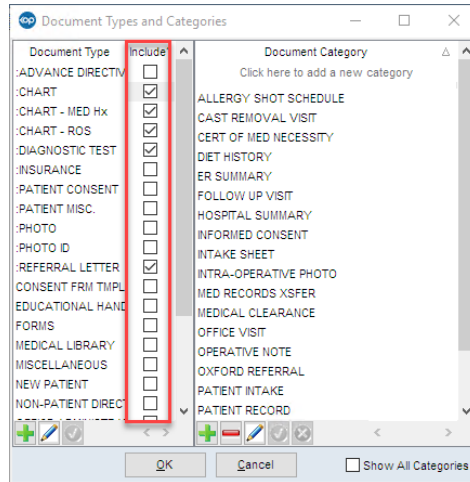 Document Types and Categories
Document Type Include'
:ADVANCE DIRECTIV
:CHART
:CHART - MED Hx
:CHART - ROS
:DIAGNOSTIC TEST
:INSURANCE
:PATIENT CONSENT
:PATIENT MISC.
:PHOTO
:PHOTO ID
:REFERRAL LETTER
CONSENT FRM TMPL
EDUCATIONAL HAND
FORMS
MEDICAL LIBRARY
MISCELLANEOUS
NEW PATIENT
NON-PATIENT DIRECT
Document Category
Click here to add a new category
ALLERGY SHOT SCHEDULE
CAST REMOVAL VISIT
CERT OF MED NECESSITY
DIET HISTORY
ER SUMMARY
FOLLOW UP VISIT
HOSPITAL SUMMARY
INFORMED CONSENT
INTAKE SHEET
INTRA-OPERATIVE PHOTO
MED RECORDS XSFER
MEDICAL CLEARANCE
OFFICE VISIT
OPERATIVE NOTE
OXFORD REFERRAL
PATIENT INTAKE
PATIENT RECORD
OK Cancel Show All Categories